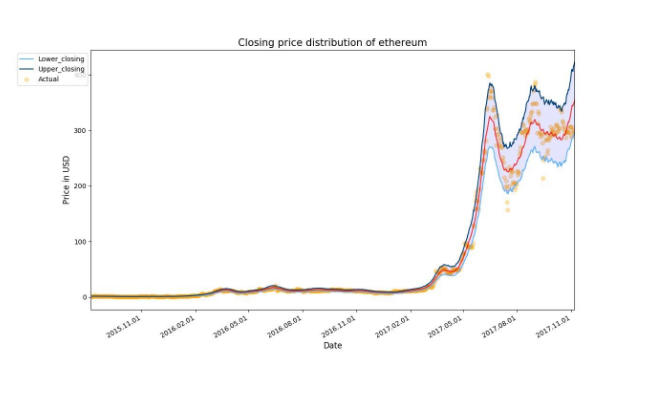 Closing price distribution of ethereum
Lower_closing
Upper_closing
Actual
Price in USD
300
200
100
0
2015.11.01
2016.02.01
2016.05.01
2016.08.01
2016.11.01
2017.02.01
2017.05.01
2017.08.01
2017.11.01
Date